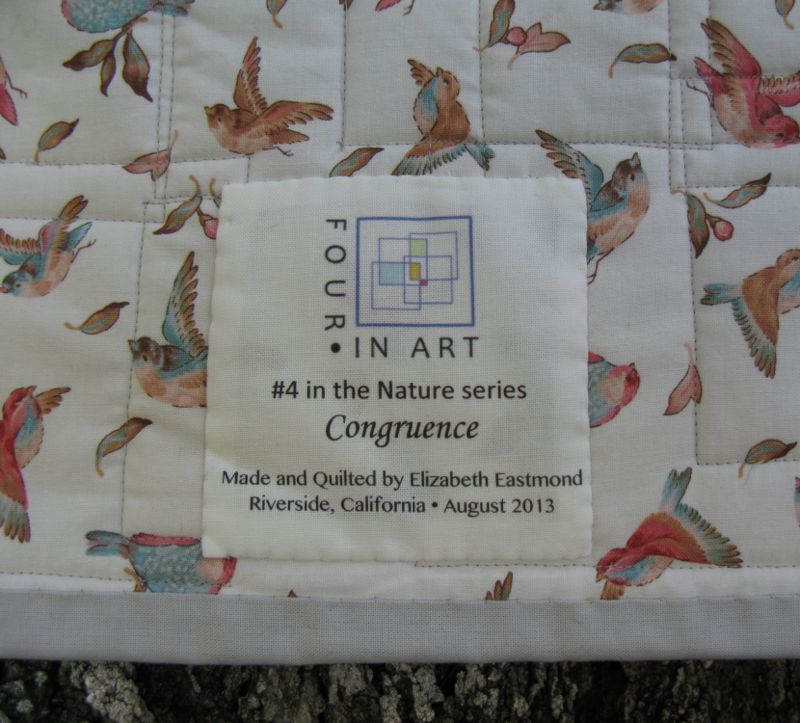 FOUR
• IN ART
#4 in the Nature series
Congruence
Made and Quilted by Elizabeth Eastmond
Riverside, California • August 2013